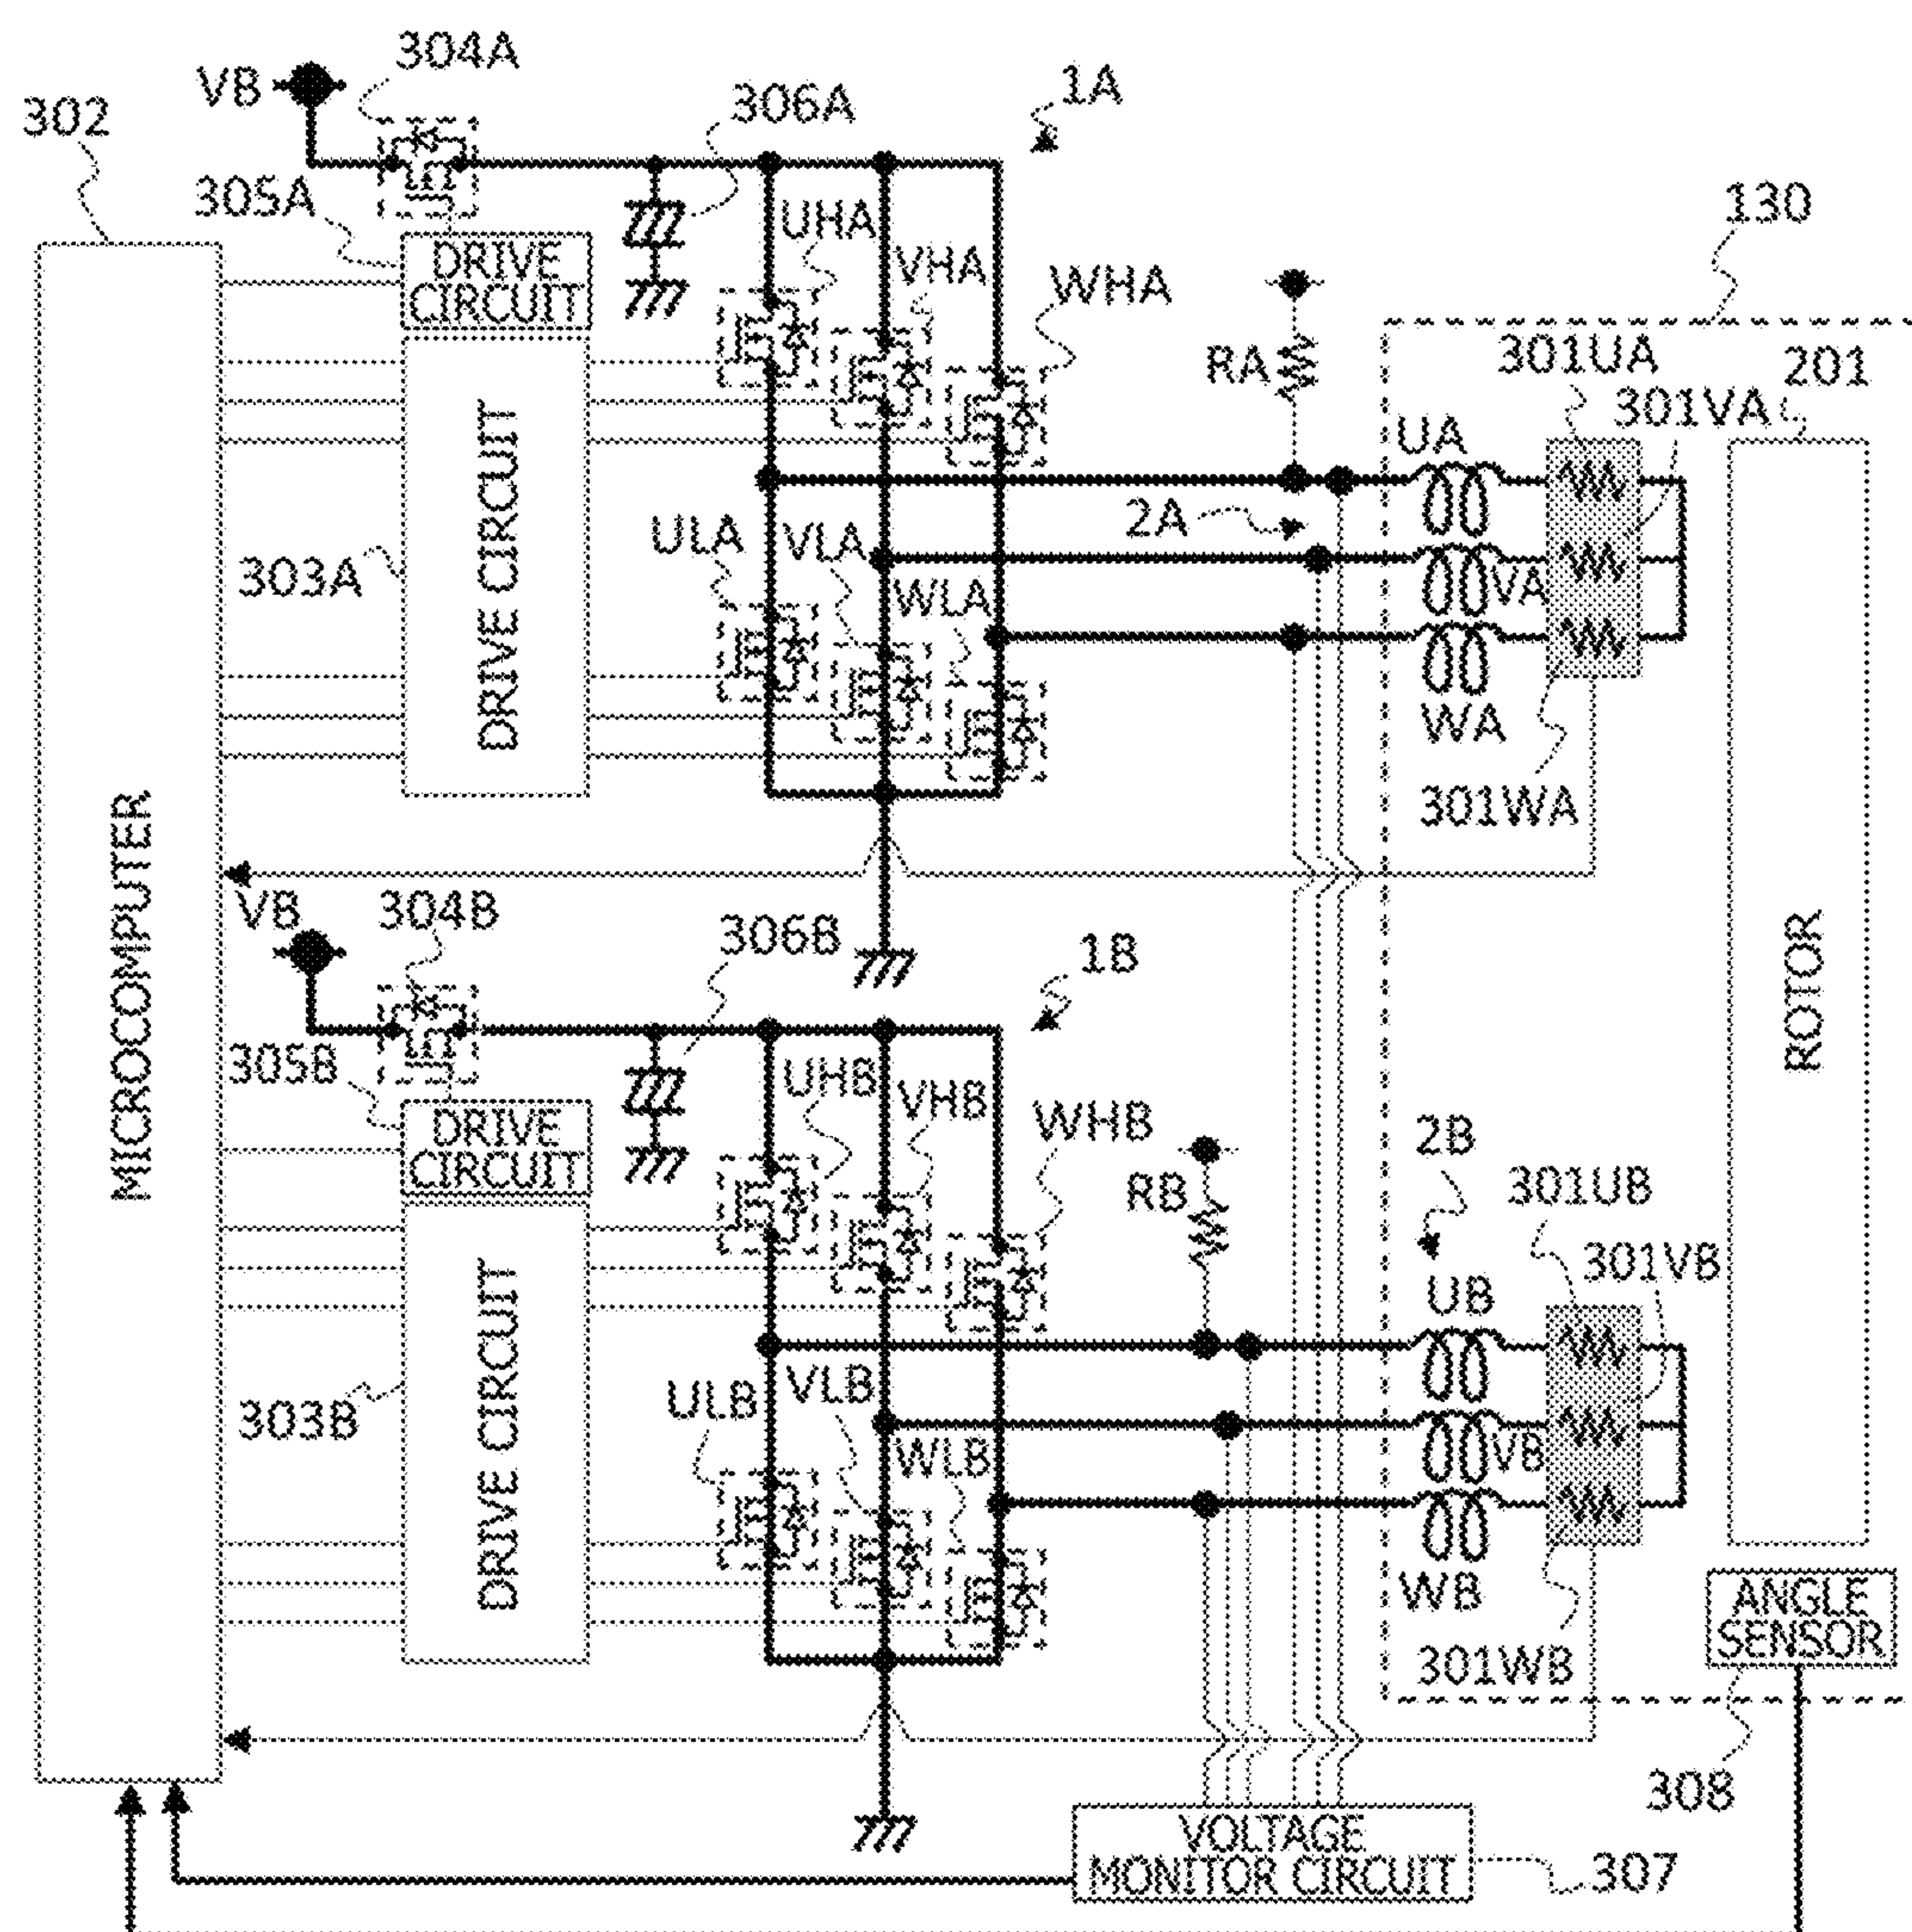 304A
VB
1A
306A
302
305A
130
UHA
DRIVE
CIRCUIT
VHA
WHA
RA
301UA
201
301VA
UA
DRIVE CIRCUIT
2A
ULA
VLA
303A
VA
WLA
WA
301WA
MICROCOMPUTER
VB
304B
306B
1B
ROTOR
305B
UHB
VHB
DRIVE
CIRCUIT
WHB
2B
RB
301UB
301VB
UB
DRIVE CIRCUIT
ULB
VLB
303B
WLB
VB
WB
ANGLE
SENSOR
301WB
308
VOLTAGE
MONITOR CIRCUIT
307